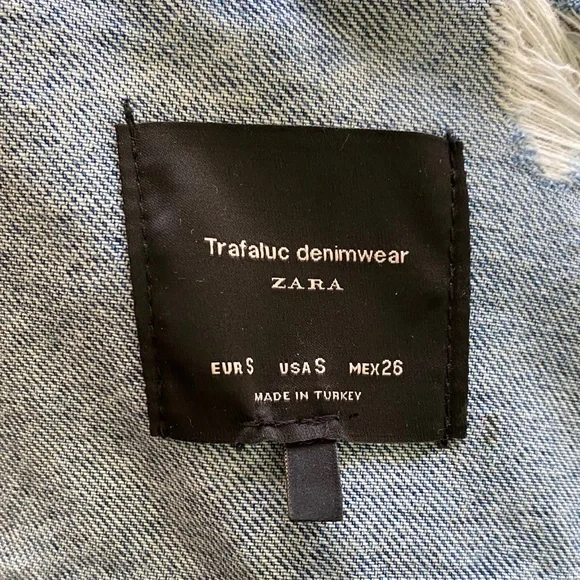 Trafaluc denimwear
ZARA
EUR S USA S MEX 26
MADE IN TURKEY